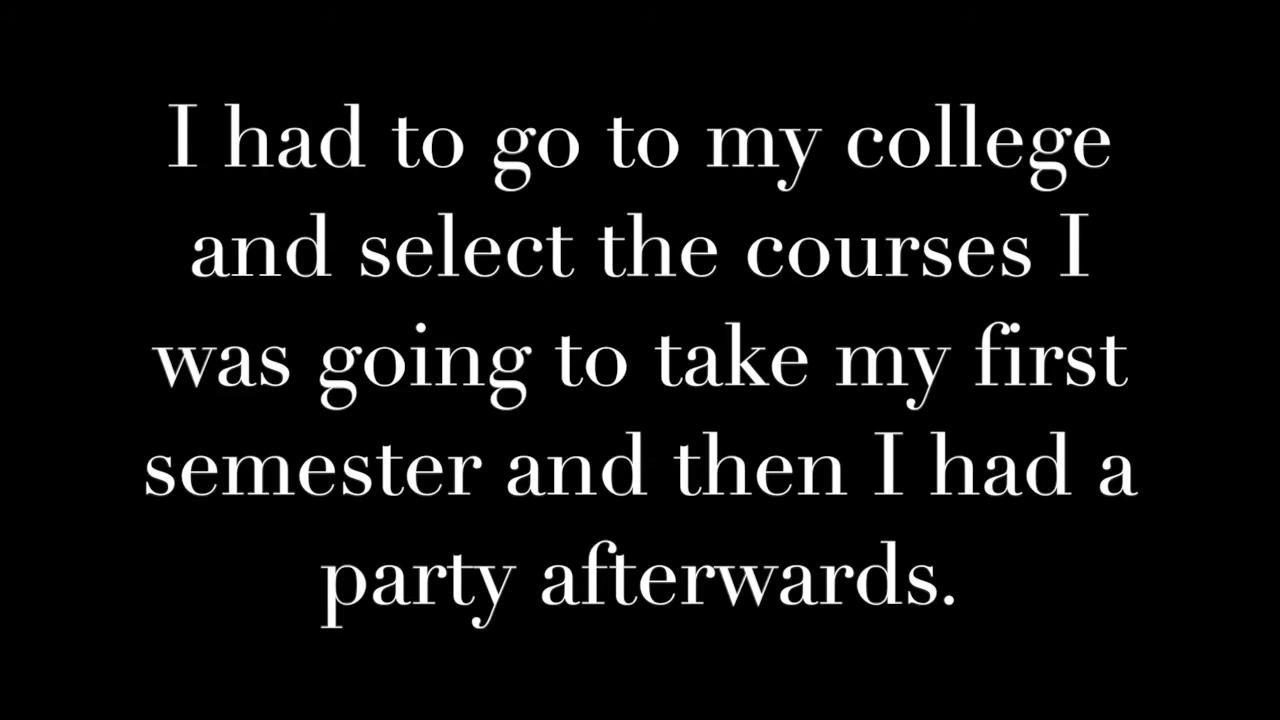 I had to go to my college
and select the courses I
was going to take my first
semester and then I had a
party afterwards.